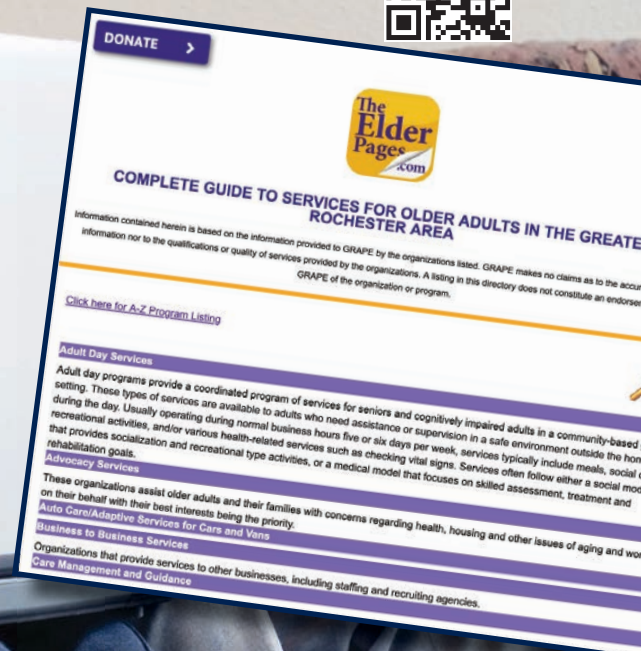 DONATE >
The
Elder
Pages
.com
COMPLETE GUIDE TO SERVICES FOR OLDER ADULTS IN THE GREATE
ROCHESTER AREA
Information contained herein is based on the information provided to GRAPE by the organizations listed. GRAPE makes no claims as to the accur
information nor to the qualifications or quality of services provided by the organizations. A listing in this directory does not constitute an endorse
GRAPE of the organization or program.
Click here for A-Z Program Listing
Adult Day Services
Adult day programs provide a coordinated program of services for seniors and cognitively impaired adults in a community-based
setting. These types of services are available to adults who need assistance or supervision in a safe environment outside the hom
during the day. Usually operating during normal business hours five or six days per week, services typically include meals, social
recreational activities, and/or various health-related services such as checking vital signs. Services often follow either a social mod
that provides socialization and recreational type activities, or a medical model that focuses on skilled assessment, treatment and
rehabilitation goals.
Advocacy Services
These organizations assist older adults and their families with concerns regarding health, housing and other issues of aging and wor
on their behalf with their best interests being the priority.
Auto Care/Adaptive Services for Cars and Vans
Business to Business Services
Organizations that provide services to other businesses, including staffing and recruiting agencies.
Care Management and Guidance